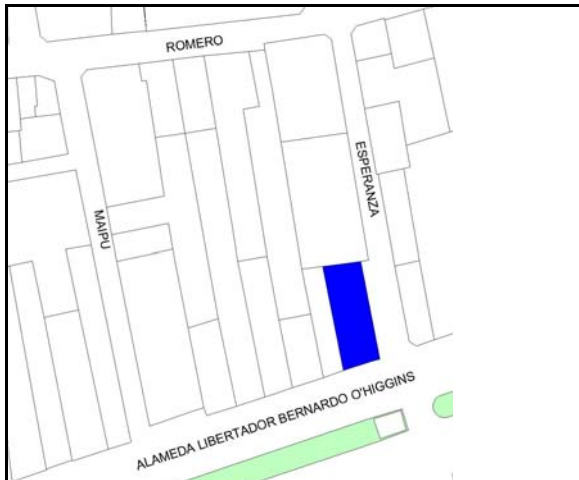 ROMERO
ESPERANZA
MAIPU
ALAMEDA LIBERTADOR BERNARDO O'HIGGINS